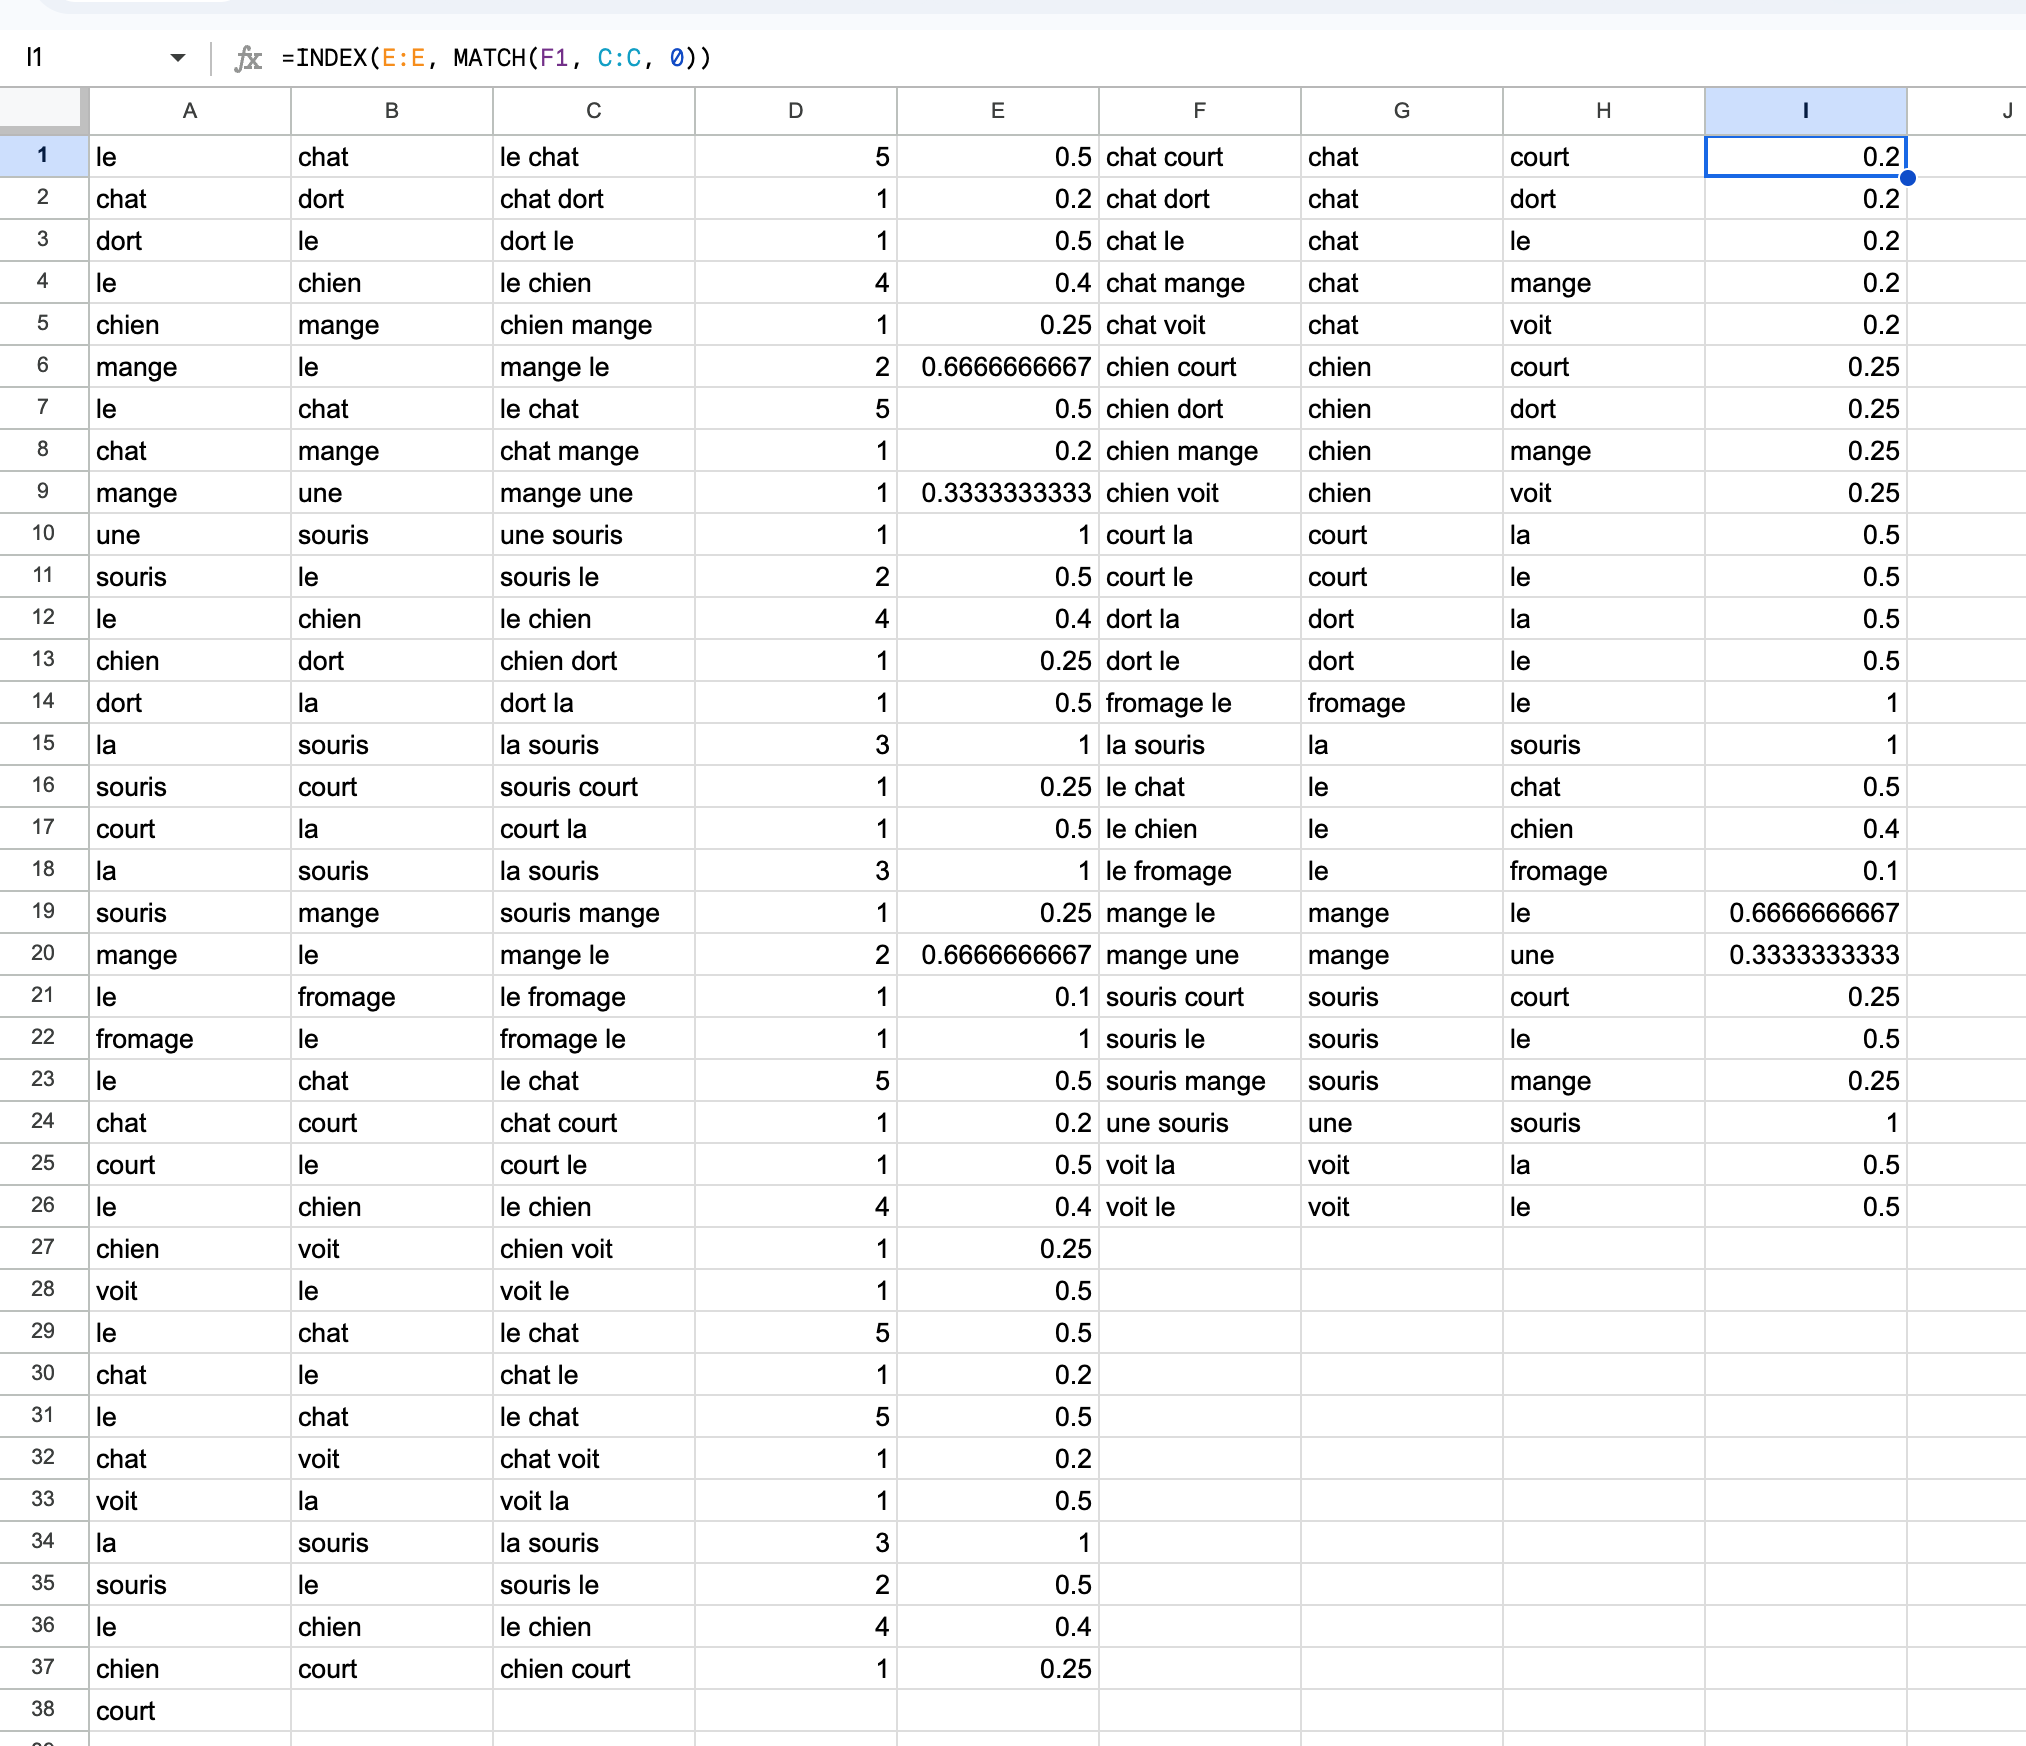 I1 fx =INDEX(E:E, MATCH(F1, C:C, 0))
A B C D E F G H I J
1 le chat le chat 5 0.5 chat court chat court 0.2
2 chat dort chat dort 1 0.2 chat dort chat dort 0.2
3 dort le dort le 1 0.5 chat le chat le 0.2
4 le chien le chien 4 0.4 chat mange chat mange 0.2
5 chien mange chien mange 1 0.25 chat voit chat voit 0.2
6 mange le mange le 2 0.6666666667 chien court chien court 0.25
7 le chat le chat 5 0.5 chien dort chien dort 0.25
8 chat mange chat mange 1 0.2 chien mange chien mange 0.25
9 mange une mange une 1 0.3333333333 chien voit chien voit 0.25
10 une souris une souris 1 1 court la court la 0.5
11 souris le souris le 2 0.5 court le court le 0.5
12 le chien le chien 4 0.4 dort la dort la 0.5
13 chien dort chien dort 1 0.25 dort le dort le 0.5
14 dort la dort la 1 0.5 fromage le fromage le 1
15 la souris la souris 3 1 la souris la souris 1
16 souris court souris court 1 0.25 le chat le chat 0.5
17 court la court la 1 0.5 le chien le chien 0.4
18 la souris la souris 3 1 le fromage le fromage 0.1
19 souris mange souris mange 1 0.25 mange le mange le 0.6666666667
20 mange le mange le 2 0.6666666667 mange une mange une 0.3333333333
21 le fromage le fromage 1 0.1 souris court souris court 0.25
22 fromage le fromage le 1 1 souris le souris le 0.5
23 le chat le chat 5 0.5 souris mange souris mange 0.25
24 chat court chat court 1 0.2 une souris une souris 1
25 court le court le 1 0.5 voit la voit la 0.5
26 le chien le chien 4 0.4 voit le voit le 0.5
27 chien voit chien voit 1 0.25
28 voit le voit le 1 0.5
29 le chat le chat 5 0.5
30 chat le chat le 1 0.2
31 le chat le chat 5 0.5
32 chat voit chat voit 1 0.2
33 voit la voit la 1 0.5
34 la souris la souris 3 1
35 souris le souris le 2 0.5
36 le chien le chien 4 0.4
37 chien court chien court 1 0.25
38 court